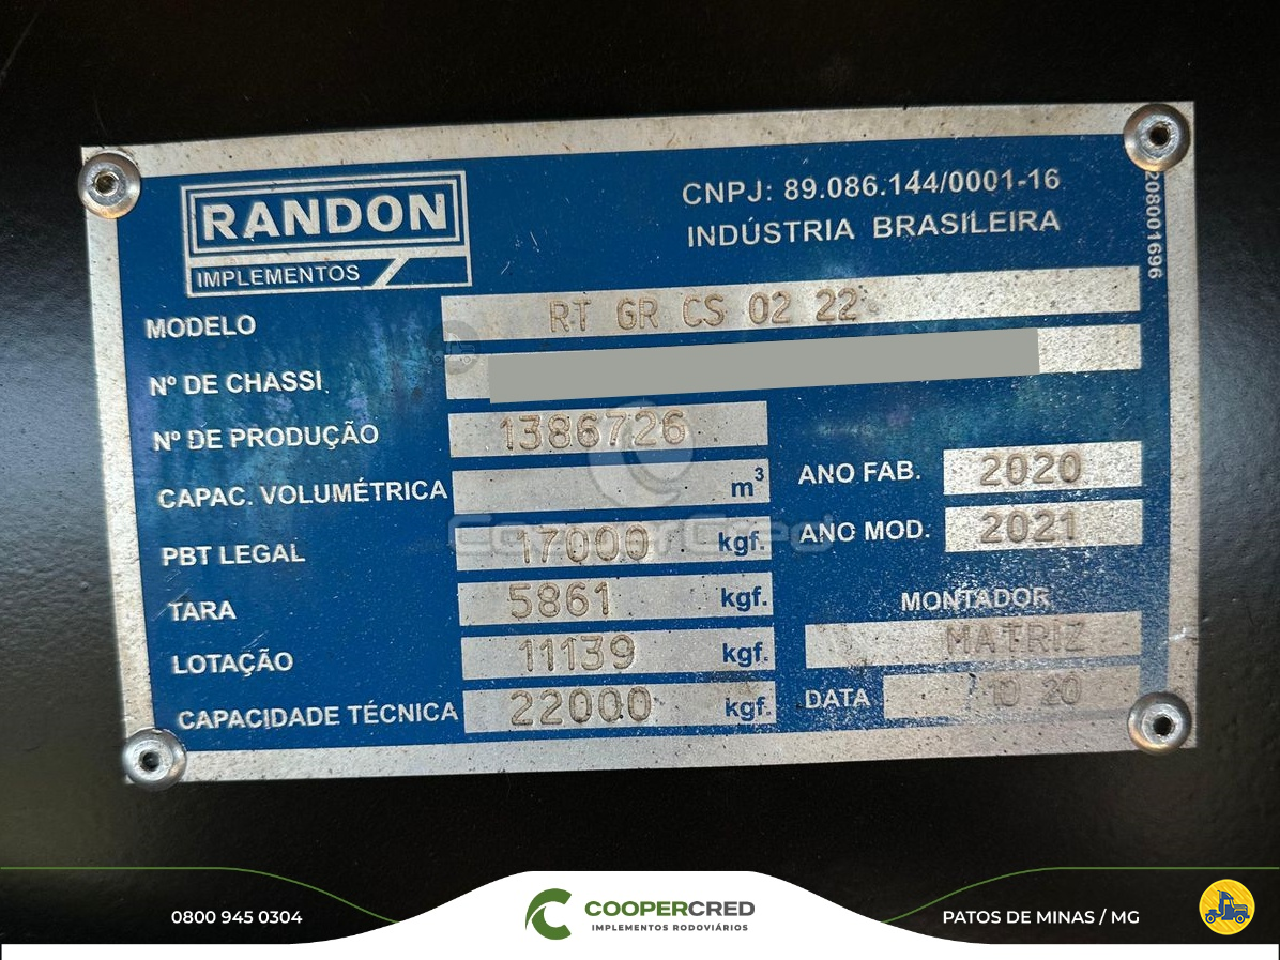 RANDON
IMPLEMENTOS
CNPJ: 89.086.144/0001-16
INDÚSTRIA BRASILEIRA
208001696
MODELO RT GR CS 02 22
Nº DE CHASSI
Nº DE PRODUÇÃO 1386726
CAPAC. VOLUMÉTRICA m³
ANO FAB. 2020
PBT LEGAL 17000 kgf.
ANO MOD. 2021
TARA 5861 kgf.
MONTADOR
LOTAÇÃO 11139 kgf.
MATRIZ
CAPACIDADE TÉCNICA 22000 kgf.
DATA 10 20
CooperCred
0800 945 0304
COOPERCRED
IMPLEMENTOS RODOVIÁRIOS
PATOS DE MINAS / MG